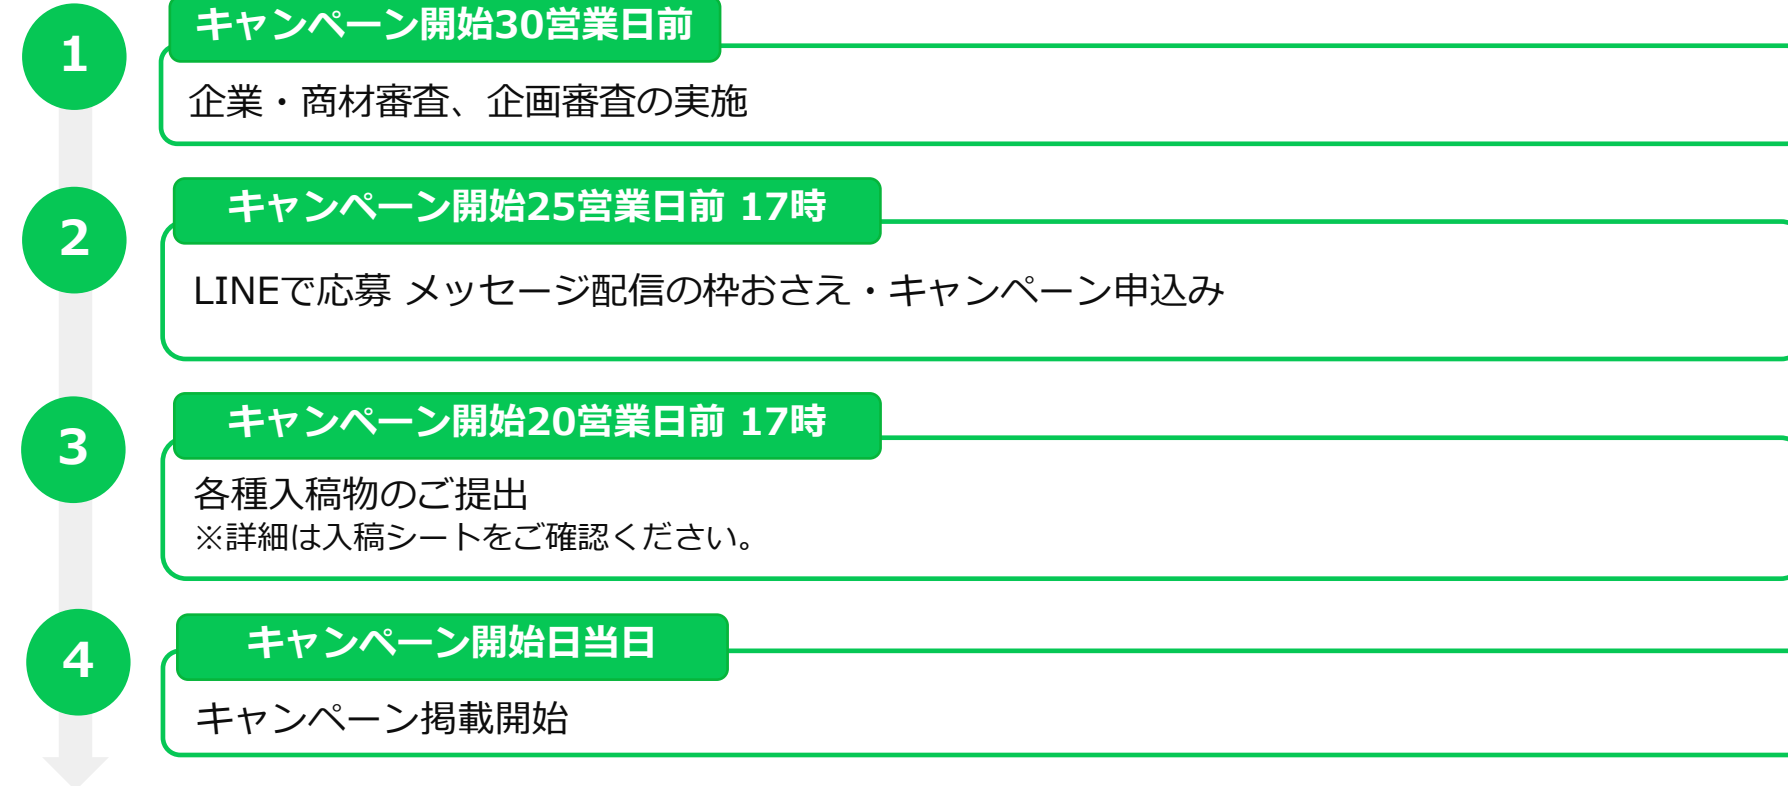 1
キャンペーン開始30営業日前
企業・商材審査、企画審査の実施
2
キャンペーン開始25営業日前 17時
LINEで応募 メッセージ配信の枠おさえ・キャンペーン申込み
3
キャンペーン開始20営業日前 17時
各種入稿物のご提出
※詳細は入稿シートをご確認ください。
4
キャンペーン開始日当日
キャンペーン掲載開始